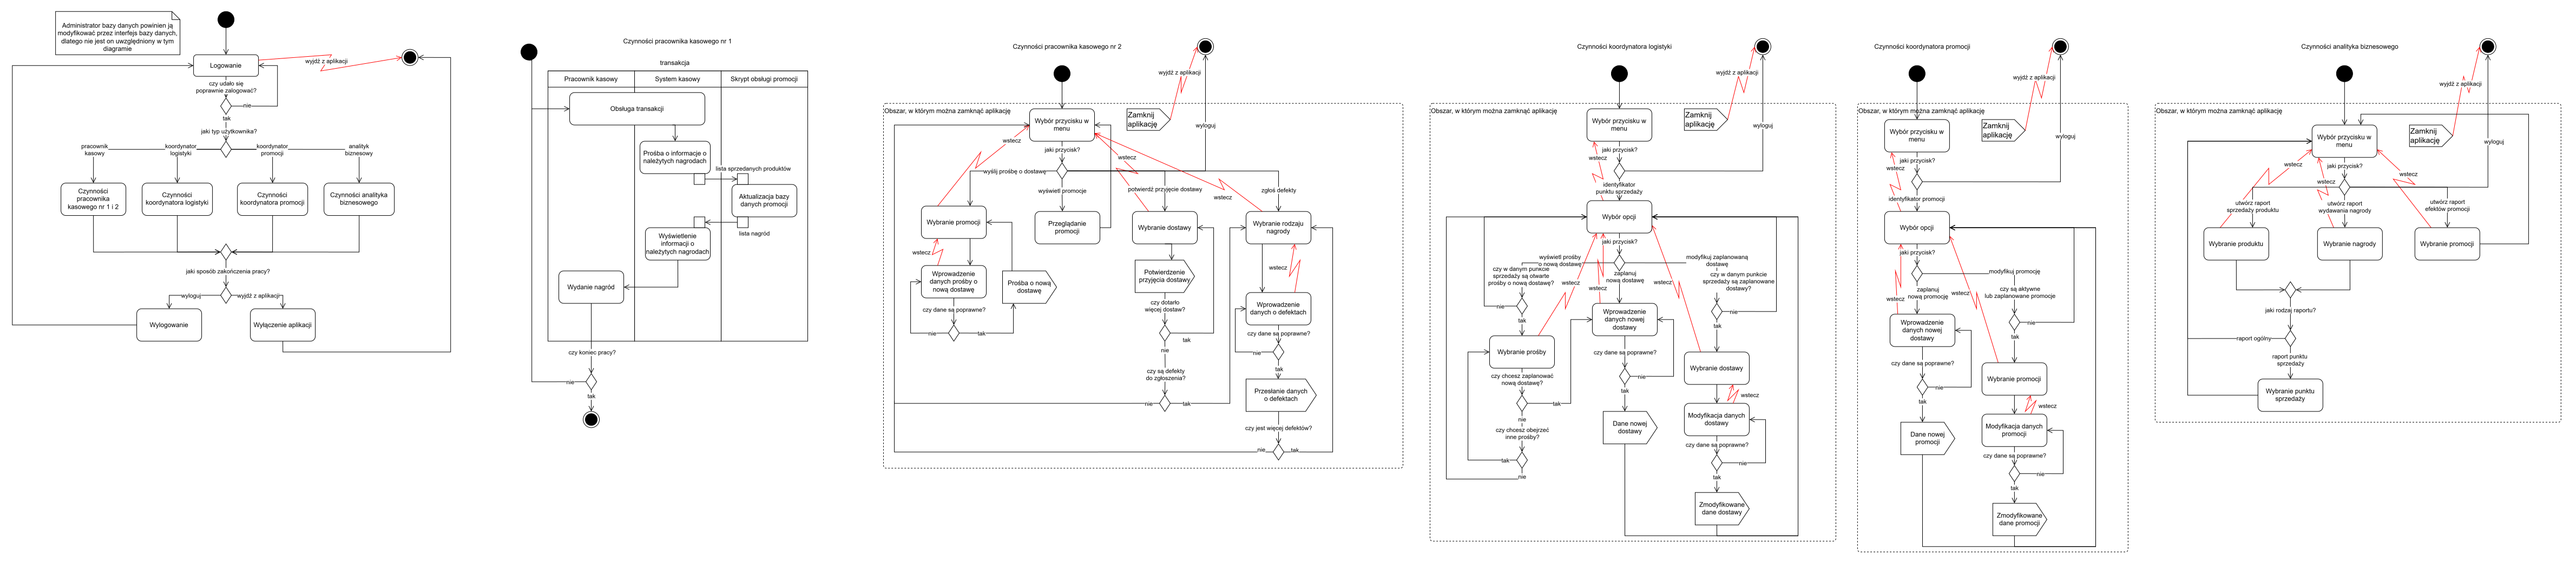 Administrator bazy danych powinien ją
modyfikować przez interfejs bazy danych,
dlatego nie jest on uwzględniony w tym
diagramie
Logowanie
wyjdź z aplikacji
czy udało się
poprawnie zalogować?
nie
tak
jaki typ użytkownika?
pracownik
kasowy
koordynator
logistyki
koordynator
promocji
analityk
biznesowy
Czynności
pracownika
kasowego nr 1 i 2
Czynności
koordynatora logistyki
Czynności
koordynatora promocji
Czynności analityka
biznesowego
jaki sposób zakończenia pracy?
wyloguj
wyjdź z aplikacji
Wylogowanie
Wyłączenie aplikacji
Czynności pracownika kasowego nr 1
transakcja
Pracownik kasowy
System kasowy
Skrypt obsługi promocji
Obsługa transakcji
Prośba o informacje o
należytych nagrodach
lista sprzedanych produktów
Aktualizacja bazy
danych promocji
lista nagród
Wyświetlenie
informacji o
należytych nagrodach
Wydanie nagród
czy koniec pracy?
nie
tak
Czynności pracownika kasowego nr 2
wyjdź z aplikacji
Obszar, w którym można zamknąć aplikację
Wybór przycisku w
menu
Zamknij
aplikację
wyloguj
wstecz
jaki przycisk?
wstecz
wyślij prośbę o dostawę
wyświetl promocje
potwierdź przyjęcie dostawy
zgłoś defekty
wstecz
Wybranie promocji
Przeglądanie
promocji
Wybranie dostawy
Wybranie rodzaju
nagrody
wstecz
Wprowadzenie
danych prośby o
nową dostawę
Prośba o nową
dostawę
Potwierdzenie
przyjęcia dostawy
wstecz
czy dane są poprawne?
nie
tak
czy dotarło
więcej dostaw?
tak
nie
Wprowadzenie
danych o defektach
czy dane są poprawne?
nie
tak
czy są defekty
do zgłoszenia?
nie
tak
Przesłanie danych
o defektach
czy jest więcej defektów?
nie
tak
Czynności koordynatora logistyki
wyjdź z aplikacji
Obszar, w którym można zamknąć aplikację
Wybór przycisku w
menu
Zamknij
aplikację
wyloguj
jaki przycisk?
wstecz
identyfikator
punktu sprzedaży
Wybór opcji
jaki przycisk?
wyświetl prośby
o nową dostawę
zaplanuj
nowa dostawę
modyfikuj zaplanowaną
dostawę
czy w danym punkcie
sprzedaży są otwarte
prośby o nową dostawę?
nie
tak
wstecz
wstecz
wstecz
czy w danym punkcie
sprzedaży są zaplanowane
dostawy?
nie
tak
Wprowadzenie
danych nowej
dostawy
Wybranie prośby
czy dane są poprawne?
nie
tak
Wybranie dostawy
wstecz
czy chcesz zaplanować
nową dostawę?
tak
nie
czy chcesz obejrzeć
inne prośby?
tak
nie
Dane nowej
dostawy
Modyfikacja danych
dostawy
czy dane są poprawne?
nie
tak
Zmodyfikowane
dane dostawy
Czynności koordynatora promocji
wyjdź z aplikacji
Obszar, w którym można zamknąć aplikację
Wybór przycisku w
menu
Zamknij
aplikację
wyloguj
jaki przycisk?
wstecz
identyfikator promocji
Wybór opcji
jaki przycisk?
modyfikuj promocję
zaplanuj
nową promocję
wstecz
wstecz
czy są aktywne
lub zaplanowane promocje
nie
tak
Wprowadzenie
danych nowej
dostawy
czy dane są poprawne?
nie
tak
Wybranie promocji
wstecz
Dane nowej
promocji
Modyfikacja danych
promocji
czy dane są poprawne?
nie
tak
Zmodyfikowane
dane promocji
Czynności analityka biznesowego
wyjdź z aplikacji
Obszar, w którym można zamknąć aplikację
Wybór przycisku w
menu
Zamknij
aplikację
wyloguj
jaki przycisk?
wstecz
wstecz
wstecz
utwórz raport
sprzedaży produktu
utwórz raport
wydawania nagrody
utwórz raport
efektów promocji
Wybranie produktu
Wybranie nagrody
Wybranie promocji
jaki rodzaj raportu?
raport ogólny
raport punktu
sprzedaży
Wybranie punktu
sprzedaży